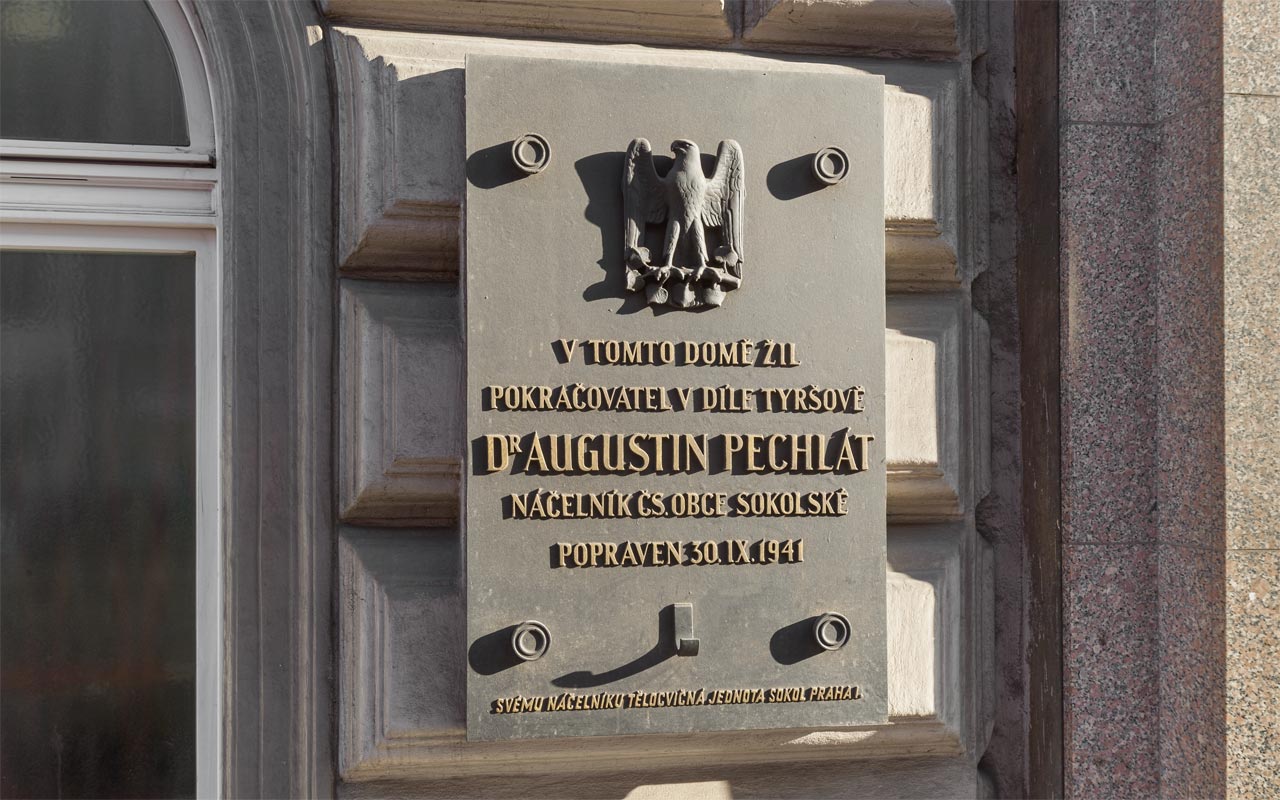 V TOMTO DOMĚ ŽIL
POKRAČOVATEL V DÍLE TYRŠOVĚ
DR AUGUSTIN PECHLÁT
NÁČELNÍK ČS. OBCE SOKOLSKÉ
POPRAVEN 30. IX. 1941
SVÉMU NÁČELNÍKU TĚLOCVIČNÁ JEDNOTA SOKOL PRAHA I.